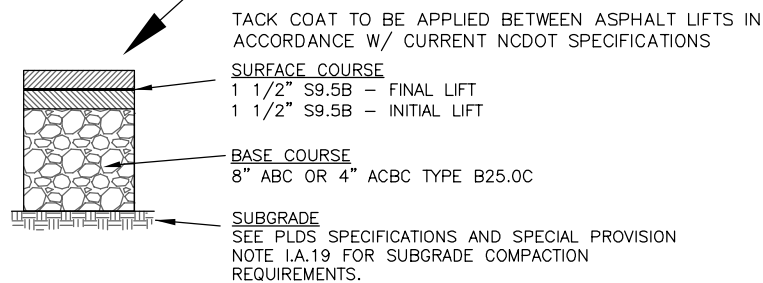 TACK COAT TO BE APPLIED BETWEEN ASPHALT LIFTS IN
ACCORDANCE W/ CURRENT NCDOT SPECIFICATIONS
SURFACE COURSE
1 1/2" S9.5B – FINAL LIFT
1 1/2" S9.5B – INITIAL LIFT
BASE COURSE
8" ABC OR 4" ACBC TYPE B25.0C
SUBGRADE
SEE PLDS SPECIFICATIONS AND SPECIAL PROVISION
NOTE I.A.19 FOR SUBGRADE COMPACTION
REQUIREMENTS.